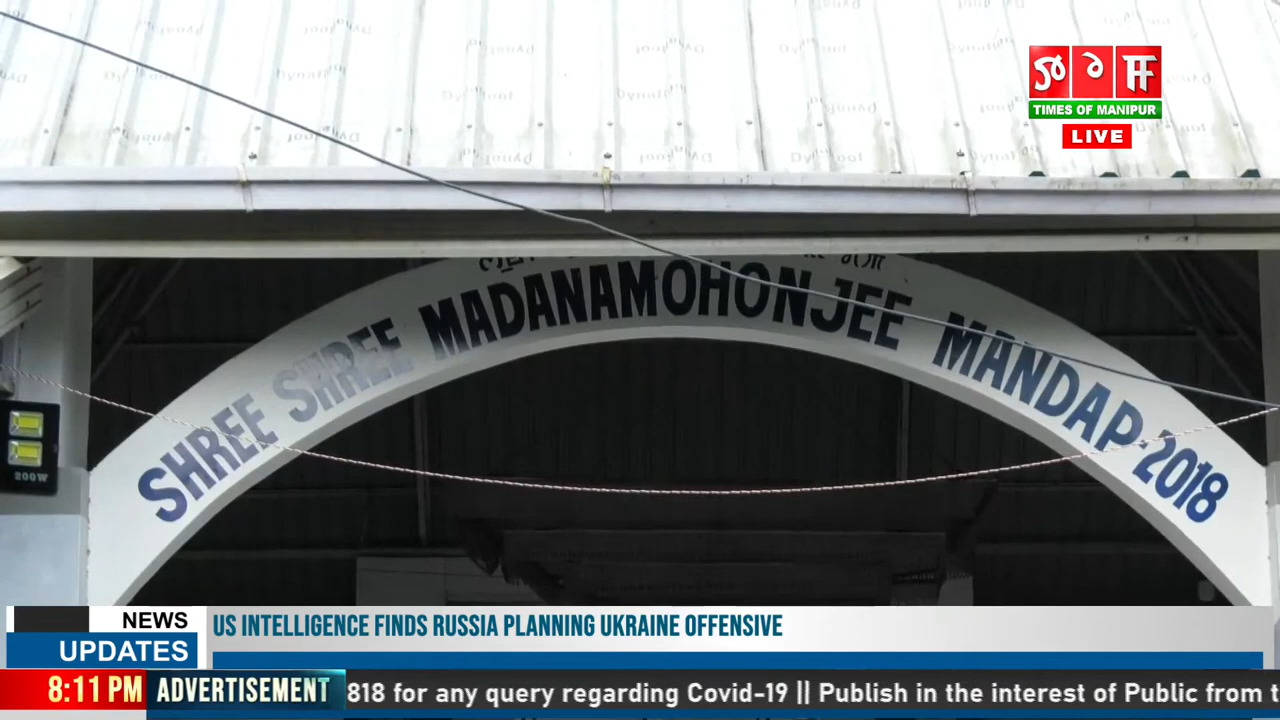 Dynaroof
ꯇꯣꯝ
TIMES OF MANIPUR
LIVE
SHREE SHREE MADANAMOHONJEE MANDAP-2018
200W
NEWS
UPDATES
US INTELLIGENCE FINDS RUSSIA PLANNING UKRAINE OFFENSIVE
8:11 PM
ADVERTISEMENT
818 for any query regarding Covid-19 || Publish in the interest of Public from t